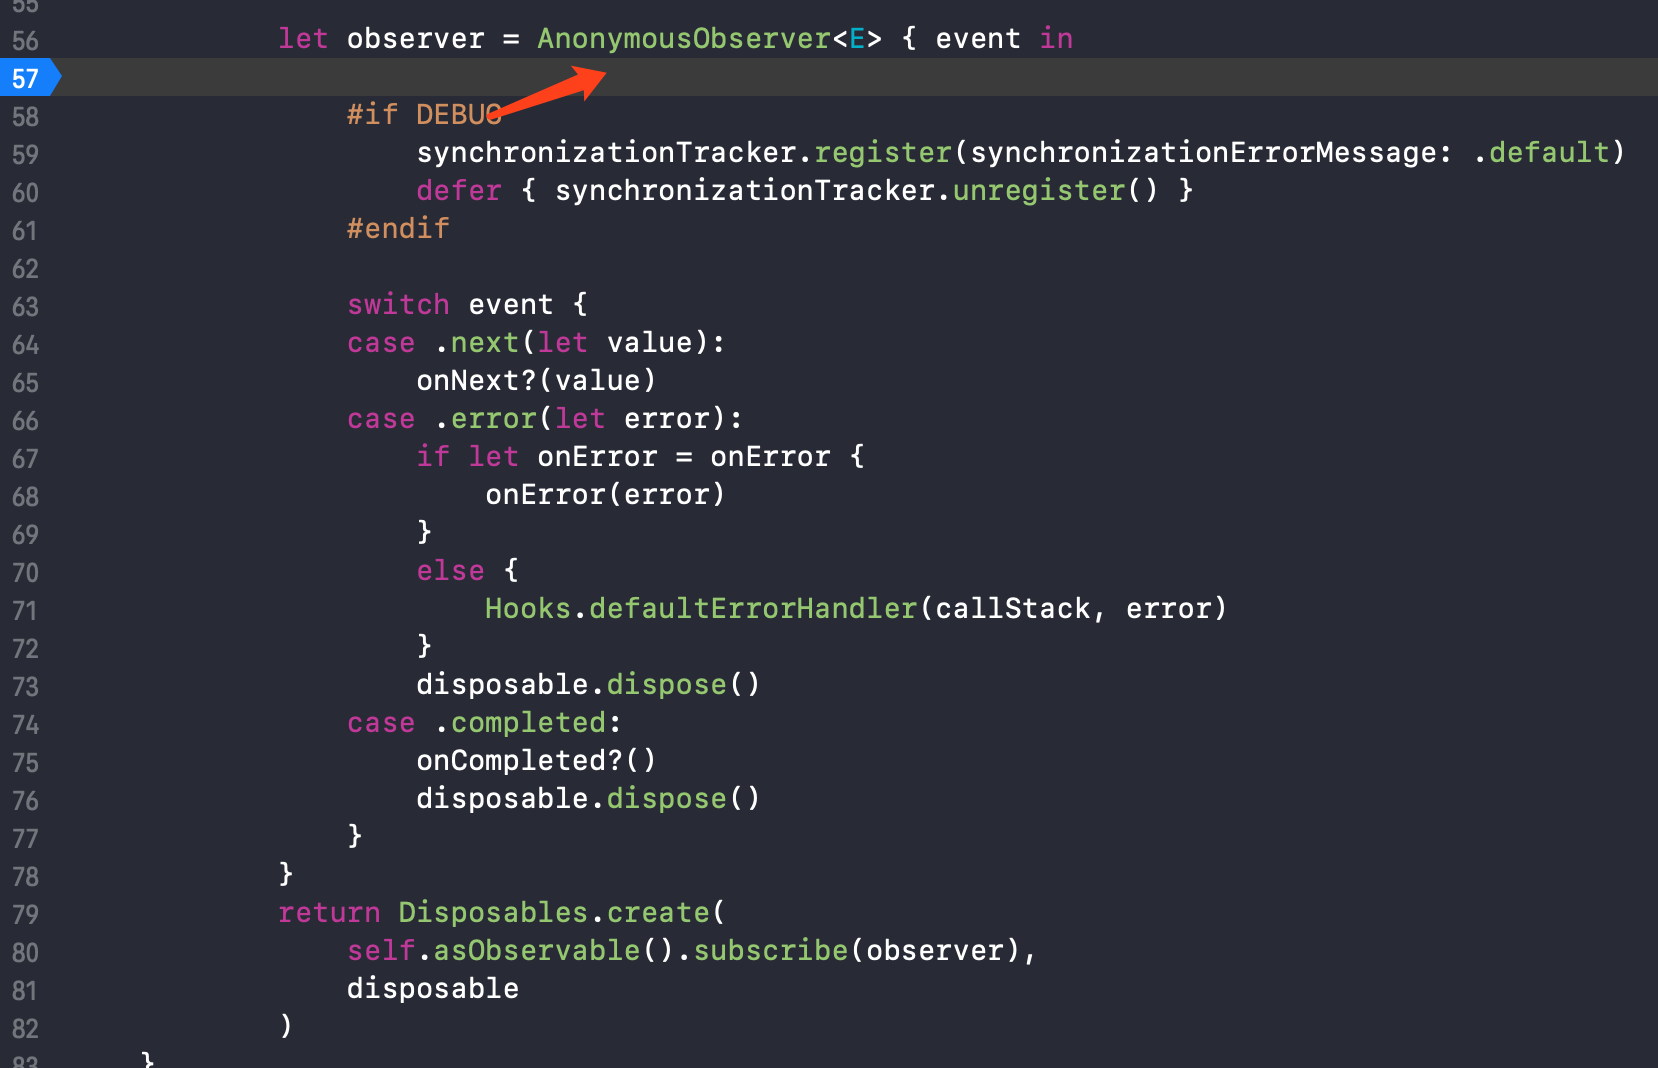 55
56 let observer = AnonymousObserver<E> { event in
57
58 #if DEBUG
59 synchronizationTracker.register(synchronizationErrorMessage: .default)
60 defer { synchronizationTracker.unregister() }
61 #endif
62
63 switch event {
64 case .next(let value):
65 onNext?(value)
66 case .error(let error):
67 if let onError = onError {
68 onError(error)
69 }
70 else {
71 Hooks.defaultErrorHandler(callStack, error)
72 }
73 disposable.dispose()
74 case .completed:
75 onCompleted?()
76 disposable.dispose()
77 }
78 }
79 return Disposables.create(
80 self.asObservable().subscribe(observer),
81 disposable
82 )
83 }